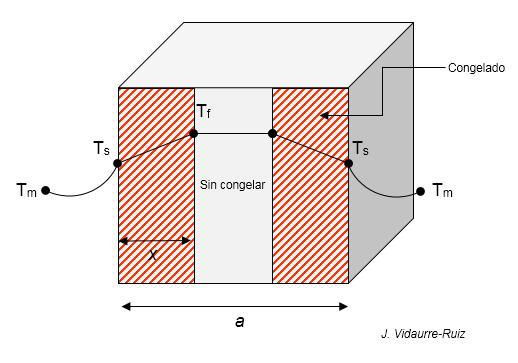 Congelado
Tf
Ts
Ts
Sin congelar
Tm
Tm
x
a
J. Vidaurre-Ruiz